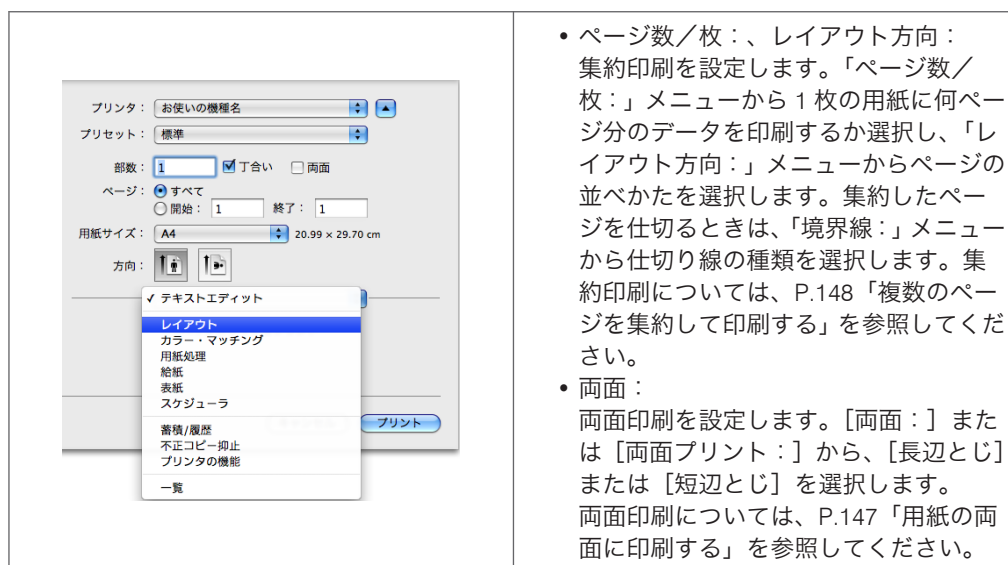 プリンタ： お使いの機種名
プリセット： 標準
部数： 1 丁合い 両面
ページ： すべて
開始： 1 終了： 1
用紙サイズ： A4 20.99 × 29.70 cm
方向：
✓ テキストエディット
レイアウト
カラー・マッチング
用紙処理
給紙
表紙
スケジューラ
蓄積/履歴
不正コピー抑止
プリンタの機能
一覧
プリント
• ページ数／枚：、レイアウト方向：
集約印刷を設定します。「ページ数／
枚：」メニューから 1 枚の用紙に何ペー
ジ分のデータを印刷するか選択し、「レ
イアウト方向：」メニューからページの
並べかたを選択します。集約したペー
ジを仕切るときは、「境界線：」メニュー
から仕切り線の種類を選択します。集
約印刷については、P.148「複数のペー
ジを集約して印刷する」を参照してくだ
さい。
• 両面：
両面印刷を設定します。［両面：］また
は［両面プリント：］から、［長辺とじ］
または［短辺とじ］を選択します。
両面印刷については、P.147「用紙の両
面に印刷する」を参照してください。